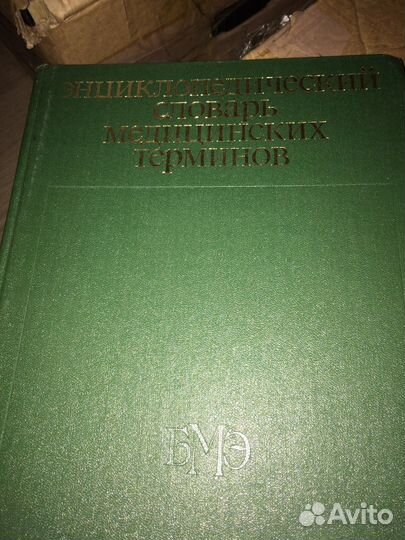 энциклопедический
словарь
медицинских
терминов
БМЭ
Avito